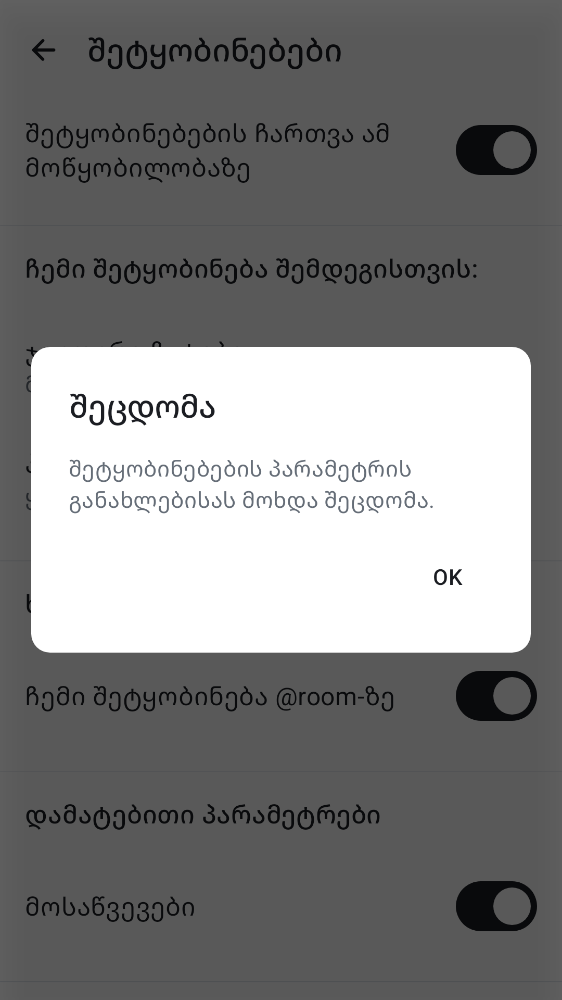 შეტყობინებები
შეტყობინებების ჩართვა ამ
მოწყობილობაზე
ჩემი შეტყობინება შემდეგისთვის:
შეცდომა
შეტყობინებების პარამეტრის
განახლებისას მოხდა შეცდომა.
OK
ჩემი შეტყობინება @room-ზე
დამატებითი პარამეტრები
მოსაწვევები